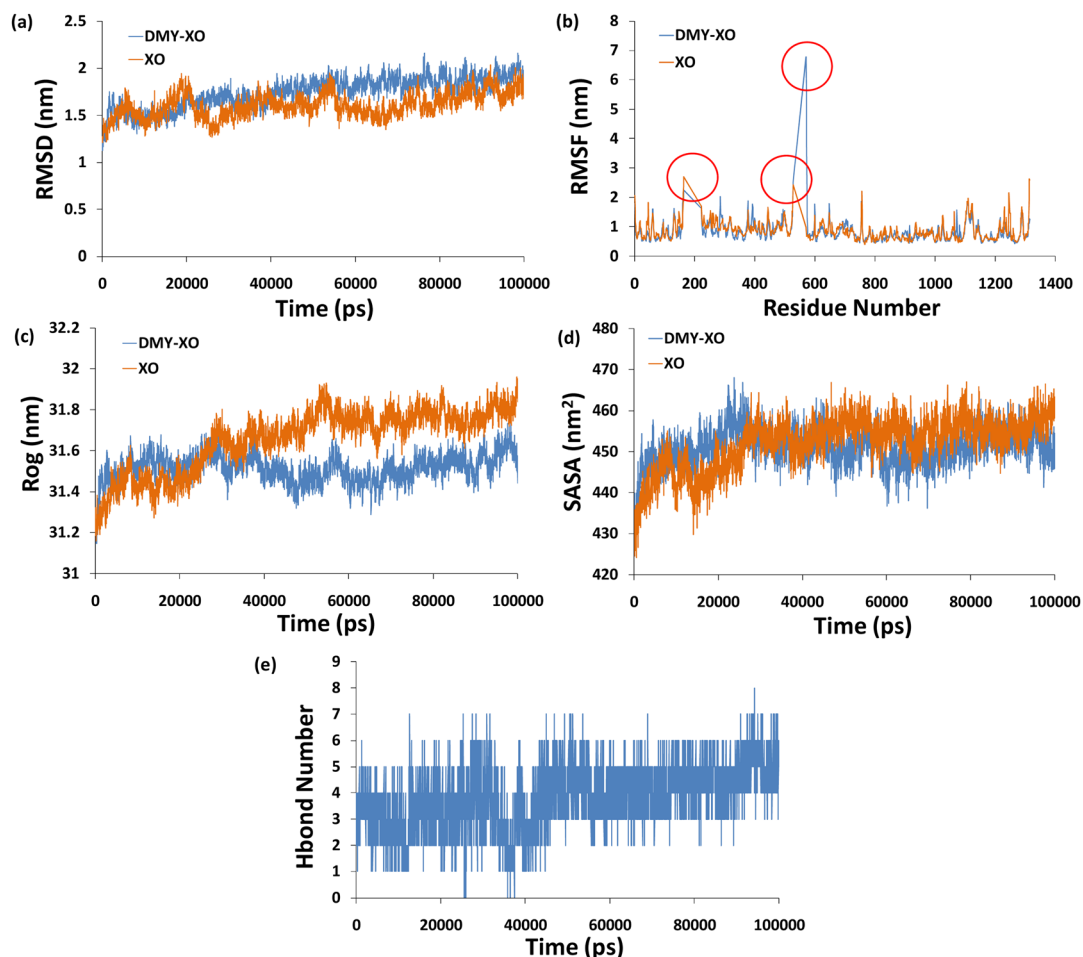 (a)
2.5
2
1.5
1
0.5
0
RMSD (nm)
DMY-XO
XO
0 20000 40000 60000 80000 100000
Time (ps)
(b)
8
7
6
5
4
3
2
1
0
RMSF (nm)
DMY-XO
XO
0 200 400 600 800 1000 1200 1400
Residue Number
(c)
32.2
32
31.8
31.6
31.4
31.2
31
Rog (nm)
DMY-XO
XO
0 20000 40000 60000 80000 100000
Time (ps)
(d)
480
470
460
450
440
430
420
SASA (nm²)
DMY-XO
XO
0 20000 40000 60000 80000 100000
Time (ps)
(e)
9
8
7
6
5
4
3
2
1
0
Hbond Number
0 20000 40000 60000 80000 100000
Time (ps)